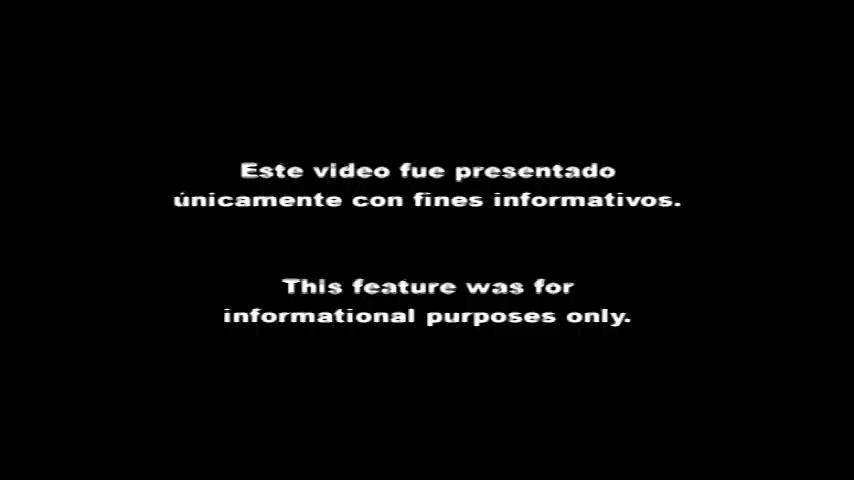 Este video fue presentado
únicamente con fines informativos.
This feature was for
informational purposes only.